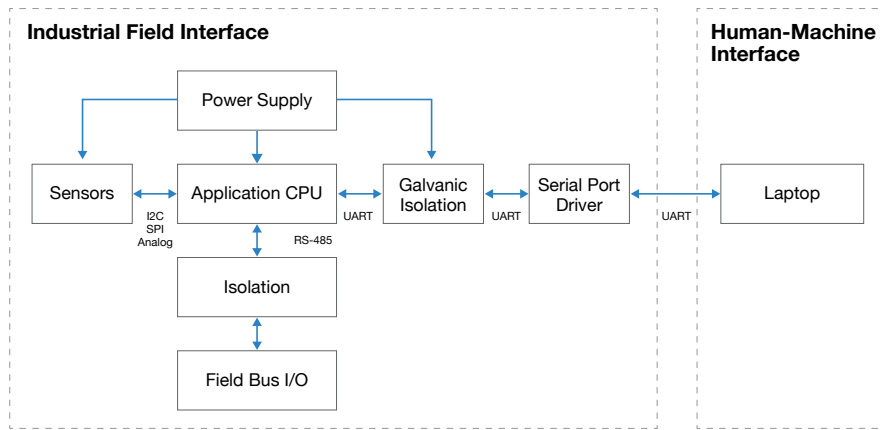 Industrial Field Interface
Human-Machine
Interface
Power Supply
Sensors
Application CPU
Galvanic
Isolation
Serial Port
Driver
Laptop
I2C
SPI
Analog
UART
UART
UART
RS-485
Isolation
Field Bus I/O